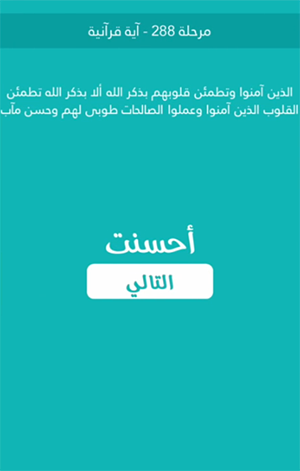 مرحلة 288 - آية قرآنية
الذين آمنوا وتطمئن قلوبهم بذكر الله ألا بذكر الله تطمئن
القلوب الذين آمنوا وعملوا الصالحات طوبى لهم وحسن مآب
أحسنت
التالي